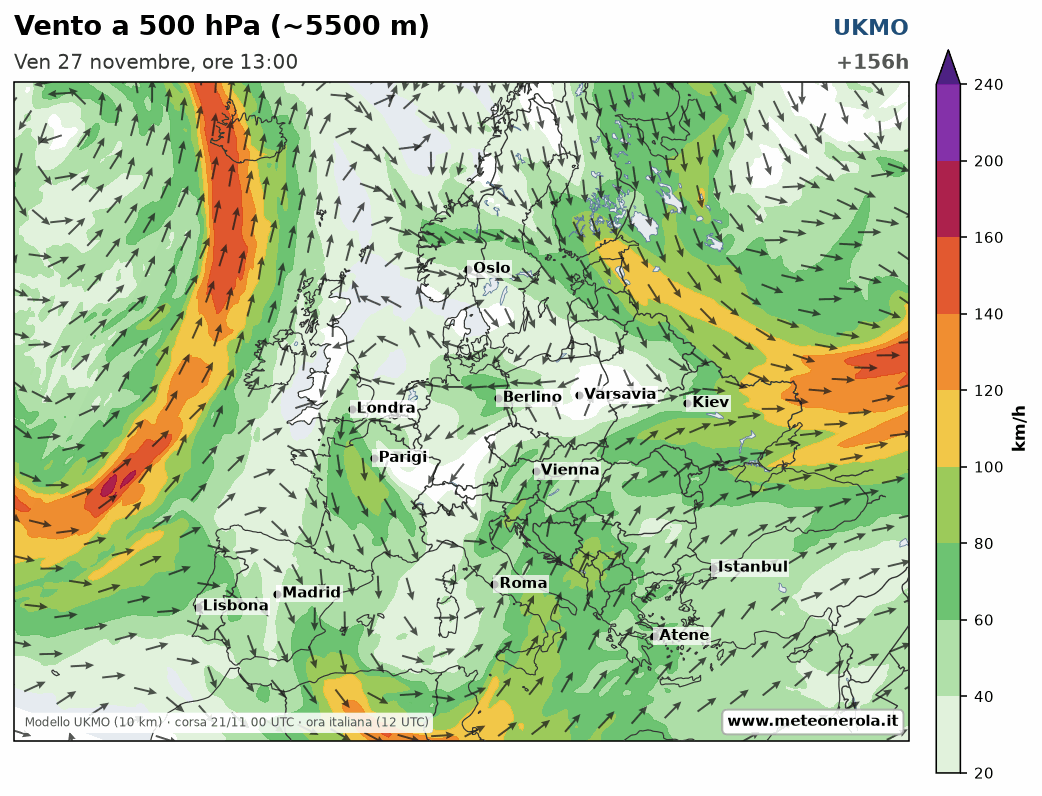 Vento a 500 hPa (~5500 m)
UKMO
Ven 27 novembre, ore 13:00
+156h
240
200
160
140
120
100
80
60
40
20
km/h
Oslo
Berlino
Varsavia
Kiev
Londra
Parigi
Vienna
Istanbul
Roma
Madrid
Lisbona
Atene
Modello UKMO (10 km) · corsa 21/11 00 UTC · ora italiana (12 UTC)
www.meteonerola.it